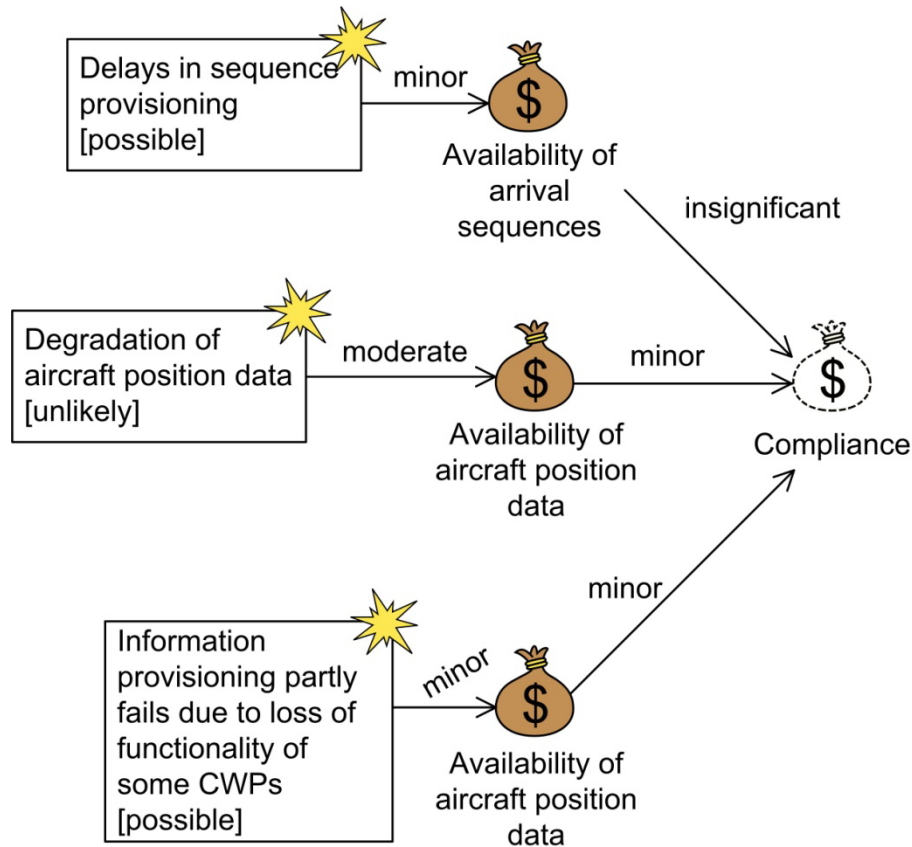 Delays in sequence
provisioning
[possible]
minor
$
Availability of
arrival
sequences
insignificant
Degradation of
aircraft position data
[unlikely]
moderate
$
Availability of
aircraft position
data
minor
$
Compliance
Information
provisioning partly
fails due to loss of
functionality of
some CWPs
[possible]
minor
$
Availability of
aircraft position
data
minor